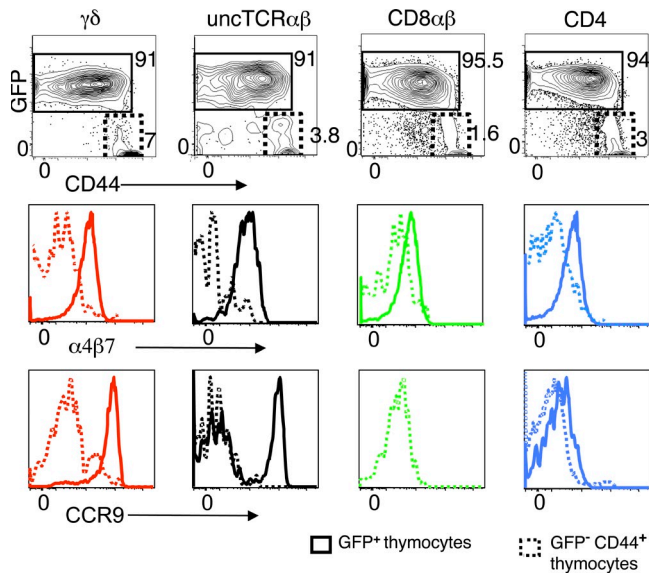 γδ uncTCRαβ CD8αβ CD4
GFP
91 91 95.5 94
7 3.8 1.6 3
0 0 0 0
0 0 0 0
CD44
0 0 0 0
α4β7
0 0 0 0
CCR9
GFP⁺ thymocytes
GFP⁻ CD44⁺
thymocytes